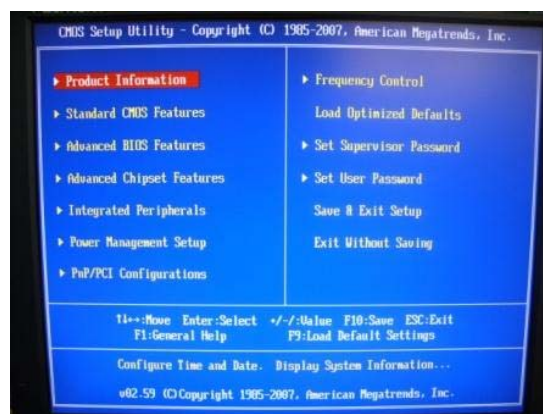 CMOS Setup Utility - Copyright (C) 1985-2007, American Megatrends, Inc.
▶ Product Information
▶ Standard CMOS Features
▶ Advanced BIOS Features
▶ Advanced Chipset Features
▶ Integrated Peripherals
▶ Power Management Setup
▶ PnP/PCI Configurations
▶ Frequency Control
Load Optimized Defaults
▶ Set Supervisor Password
▶ Set User Password
Save & Exit Setup
Exit Without Saving
↑↓←→:Move Enter:Select +/-/:Value F10:Save ESC:Exit
F1:General Help F9:Load Default Settings
Configure Time and Date. Display System Information...
v02.59 (C)Copyright 1985-2007, American Megatrends, Inc.